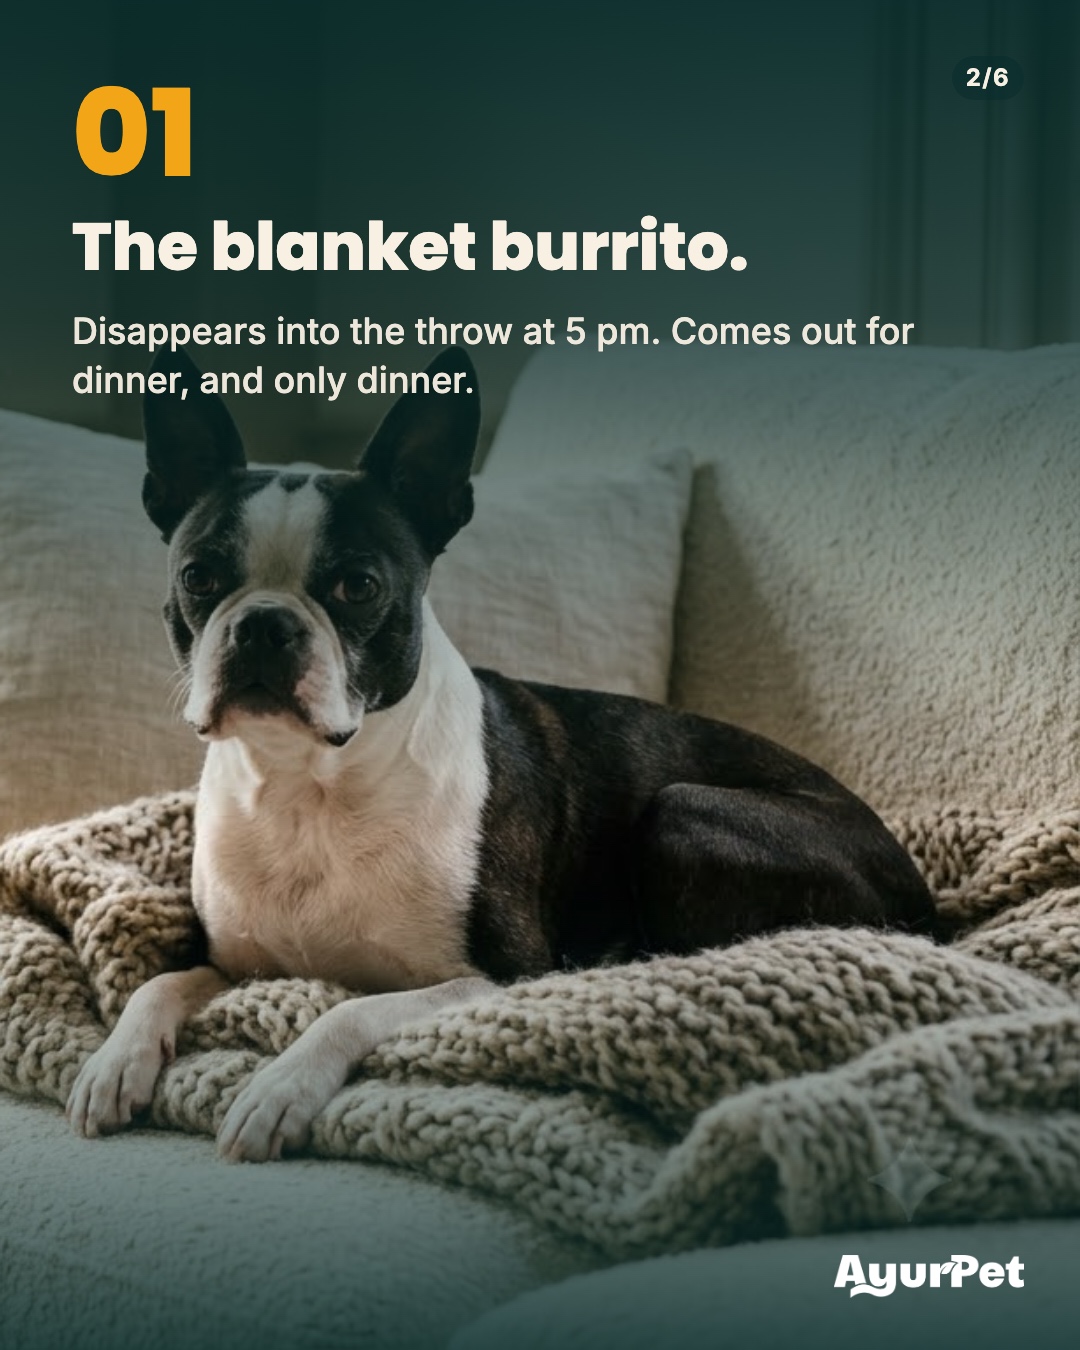 2/6
01
The blanket burrito.
Disappears into the throw at 5 pm. Comes out for
dinner, and only dinner.
AyurPet